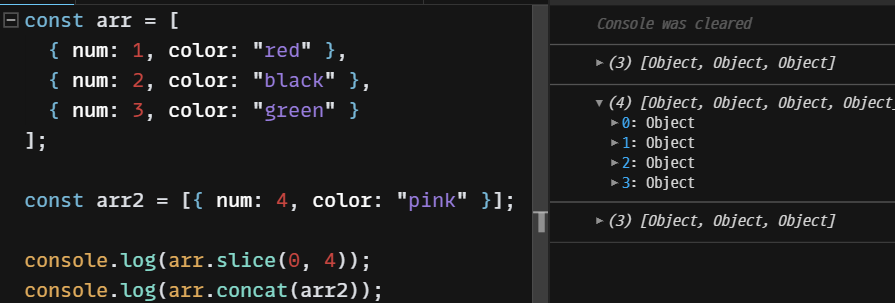 const arr = [
{ num: 1, color: "red" },
{ num: 2, color: "black" },
{ num: 3, color: "green" }
];
const arr2 = [{ num: 4, color: "pink" }];
console.log(arr.slice(0, 4));
console.log(arr.concat(arr2));
Console was cleared
(3) [Object, Object, Object]
(4) [Object, Object, Object, Object]
0: Object
1: Object
2: Object
3: Object
(3) [Object, Object, Object]